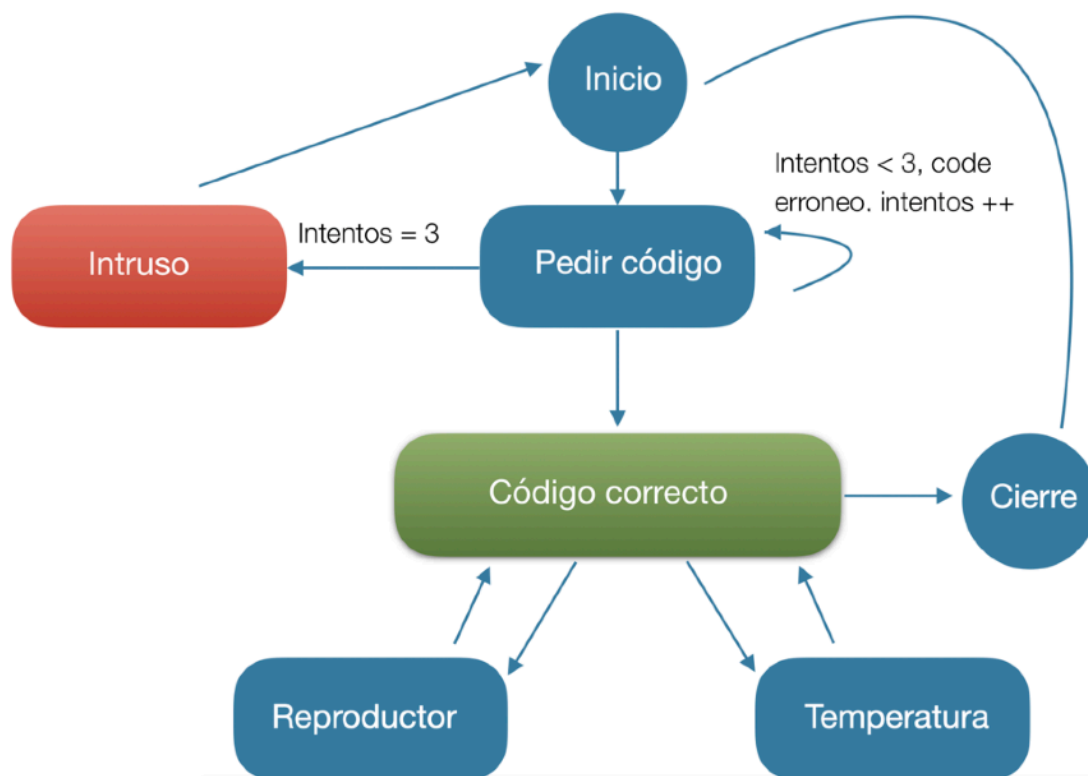 Inicio
Intentos < 3, code
erroneo. intentos ++
Intruso
Intentos = 3
Pedir código
Código correcto
Cierre
Reproductor
Temperatura